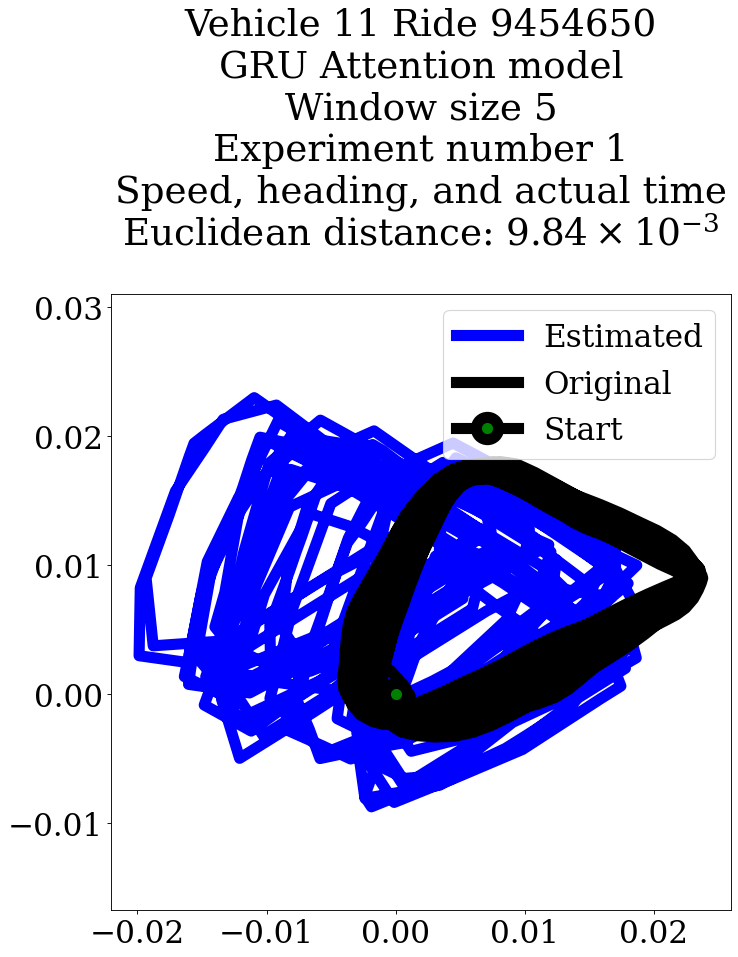 Vehicle 11 Ride 9454650
GRU Attention model
Window size 5
Experiment number 1
Speed, heading, and actual time
Euclidean distance: 9.84 × 10⁻³
0.03
0.02
0.01
0.00
−0.01
Estimated
Original
Start
−0.02
−0.01
0.00
0.01
0.02